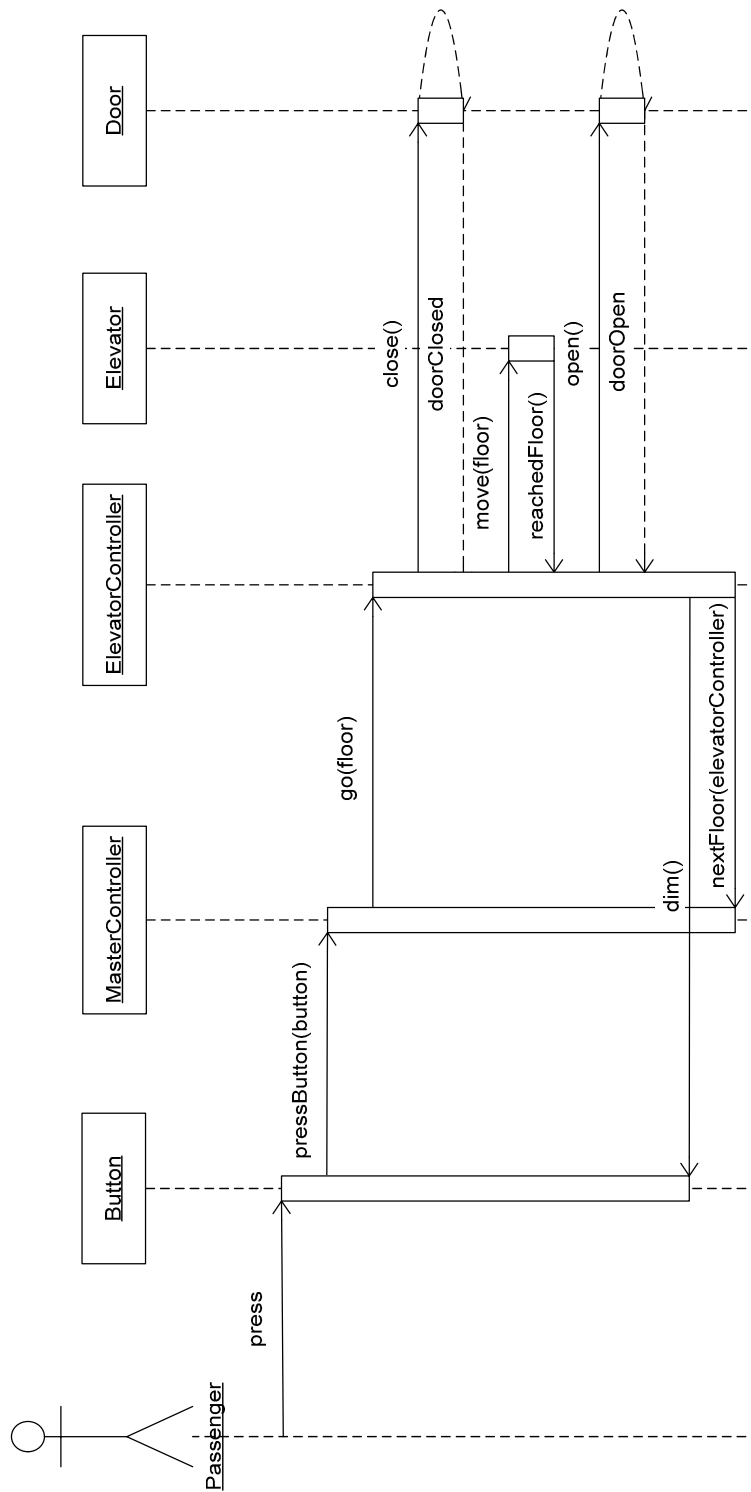 Passenger
Button
MasterController
ElevatorController
Elevator
Door
press
pressButton(button)
go(floor)
close()
doorClosed
move(floor)
reachedFloor()
open()
doorOpen
dim()
nextFloor(elevatorController)